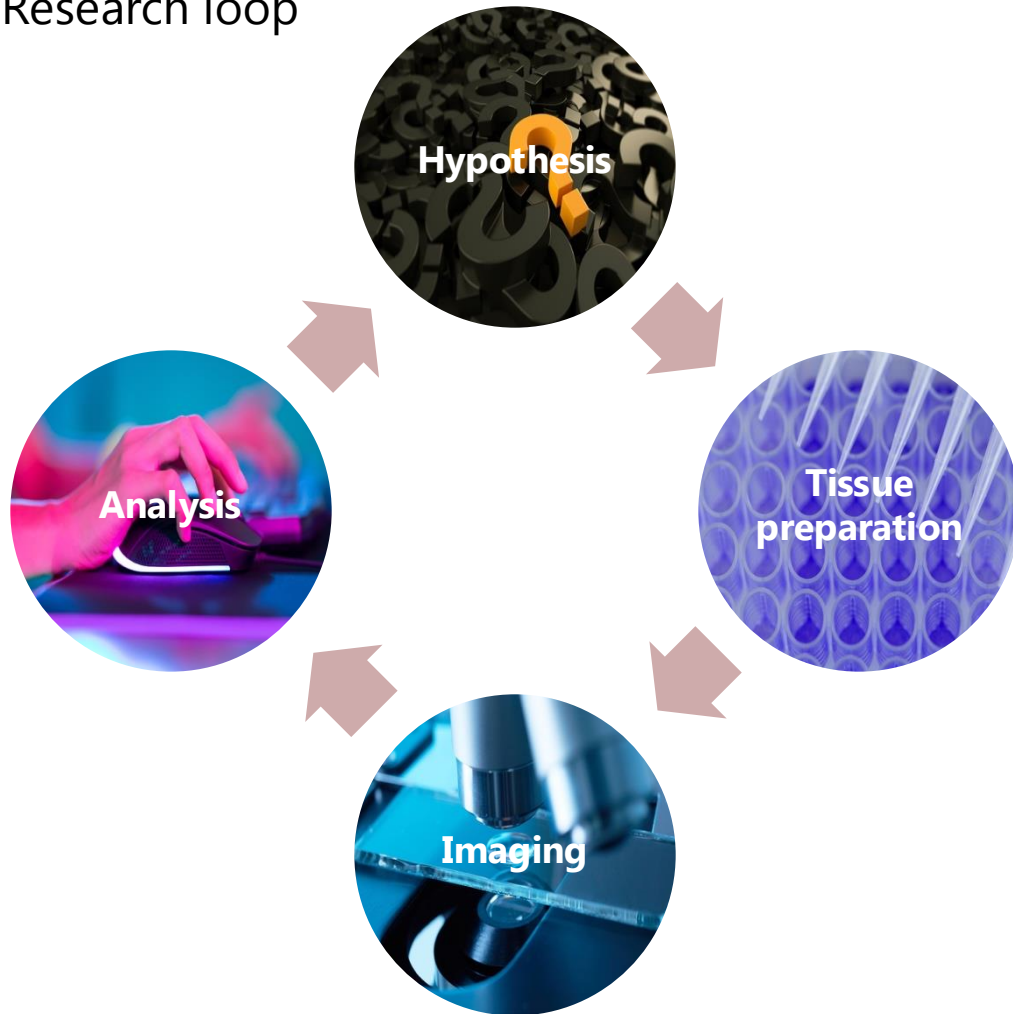 Research loop
Hypothesis
Tissue
preparation
Imaging
Analysis